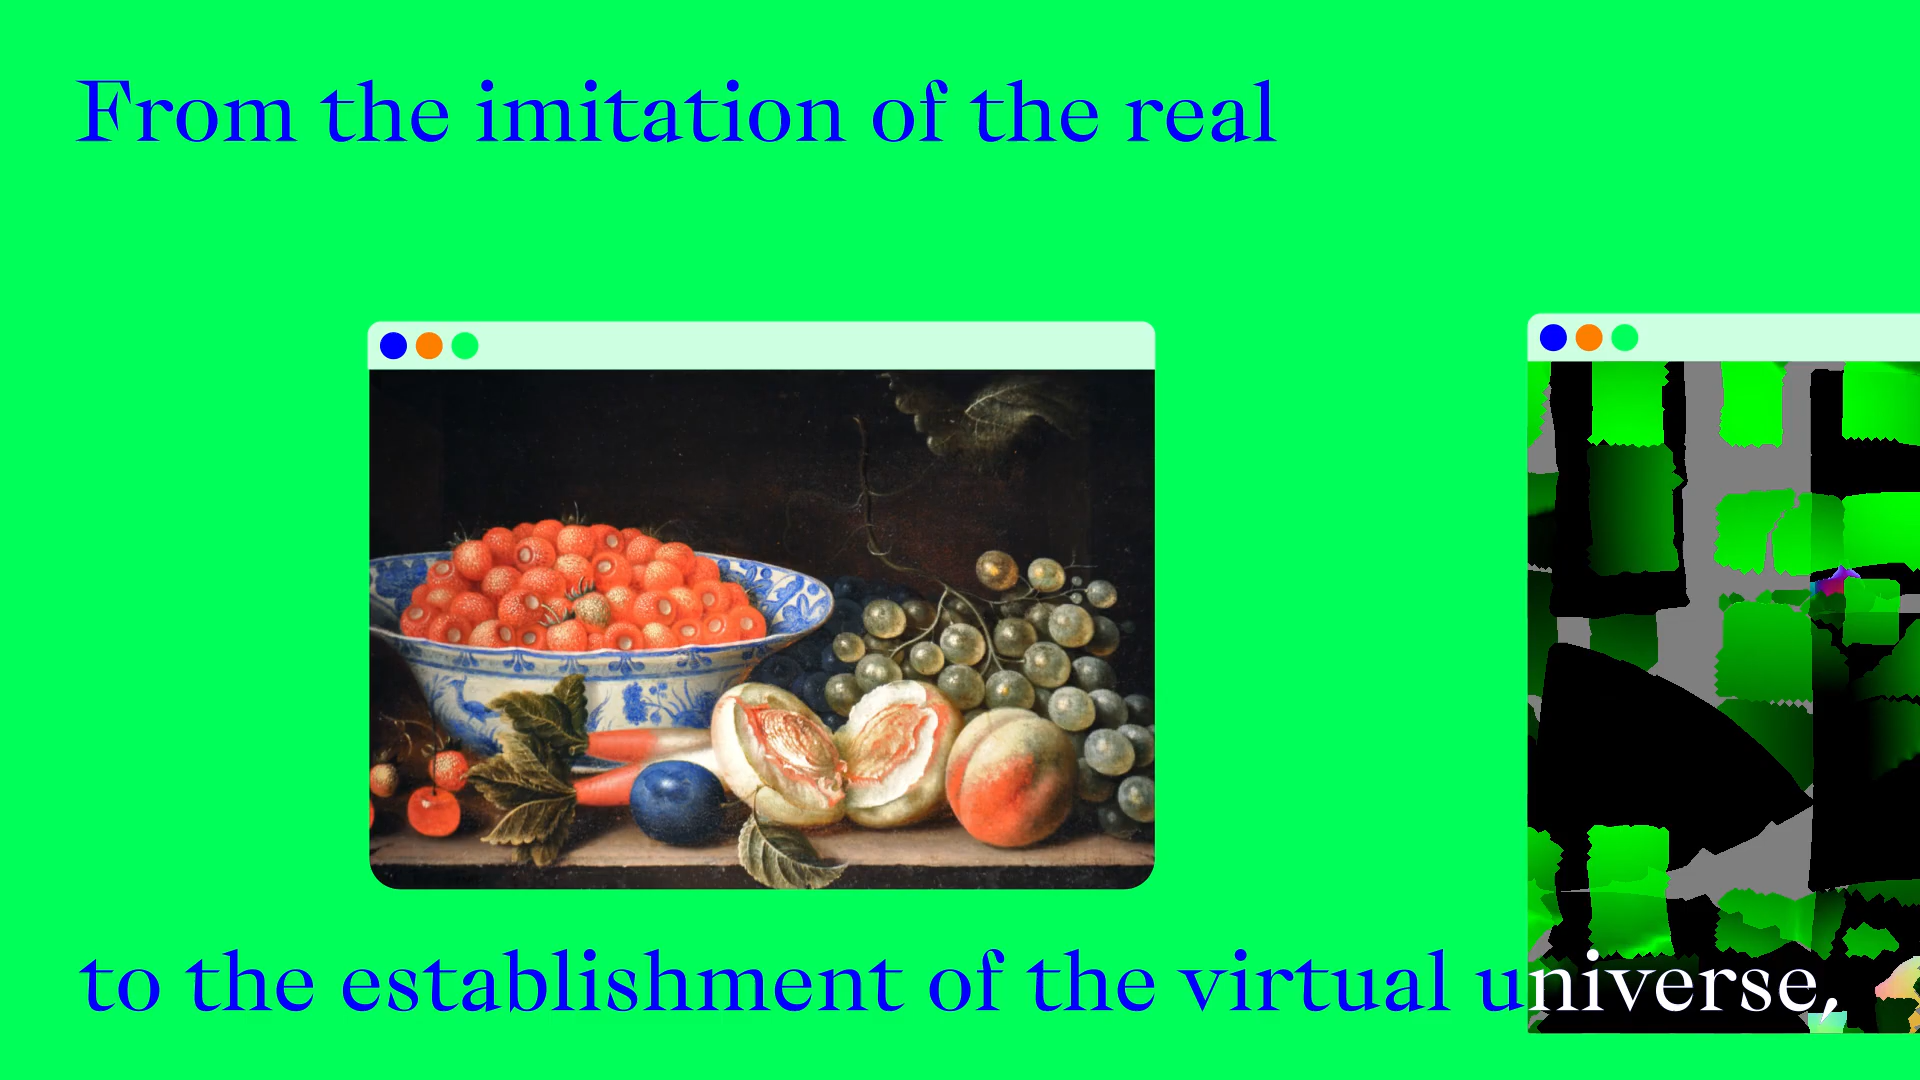 From the imitation of the real
to the establishment of the virtual universe,